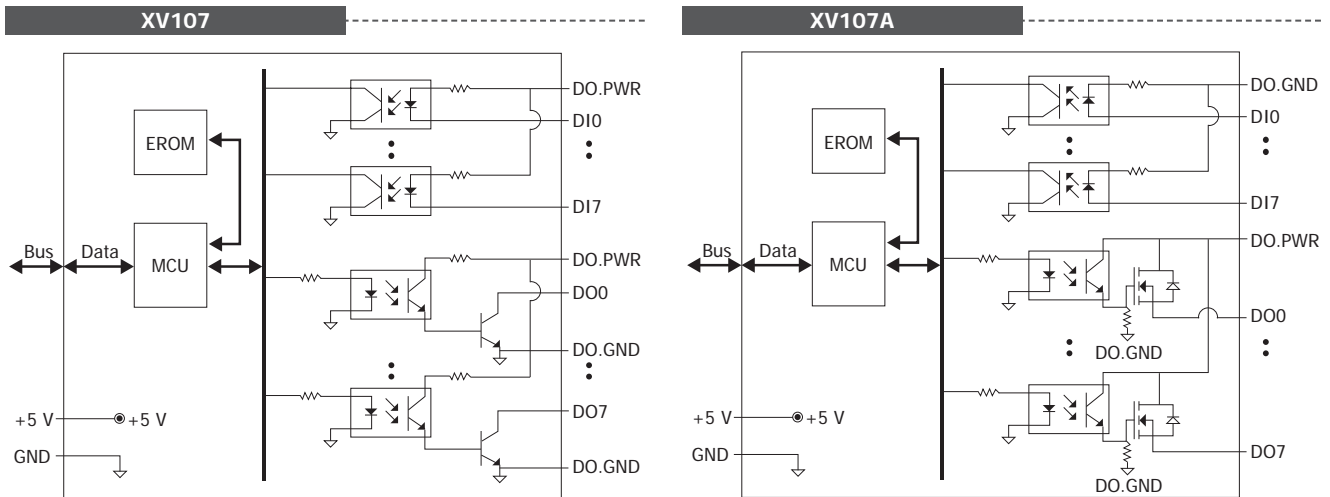 XV107
DO.PWR
DI0
EROM
DI7
Bus
Data
MCU
DO.PWR
DO0
DO.GND
DO7
+5 V
+5 V
GND
DO.GND
XV107A
DO.GND
DI0
EROM
DI7
Bus
Data
MCU
DO.PWR
DO0
DO.GND
+5 V
+5 V
GND
DO7
DO.GND